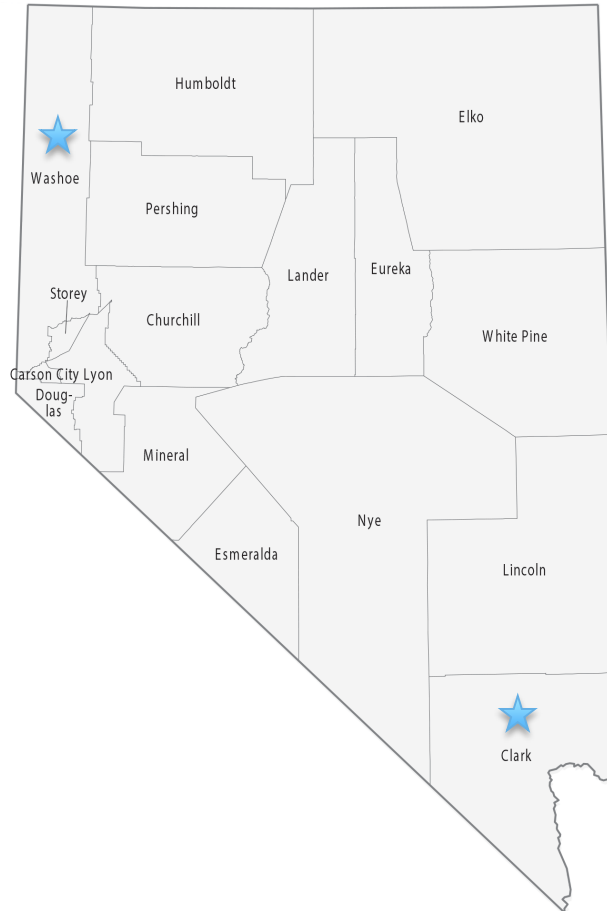 Humboldt
Elko
Washoe
Pershing
Lander
Eureka
Storey
Churchill
White Pine
Carson City Lyon
Doug-
las
Mineral
Nye
Esmeralda
Lincoln
Clark